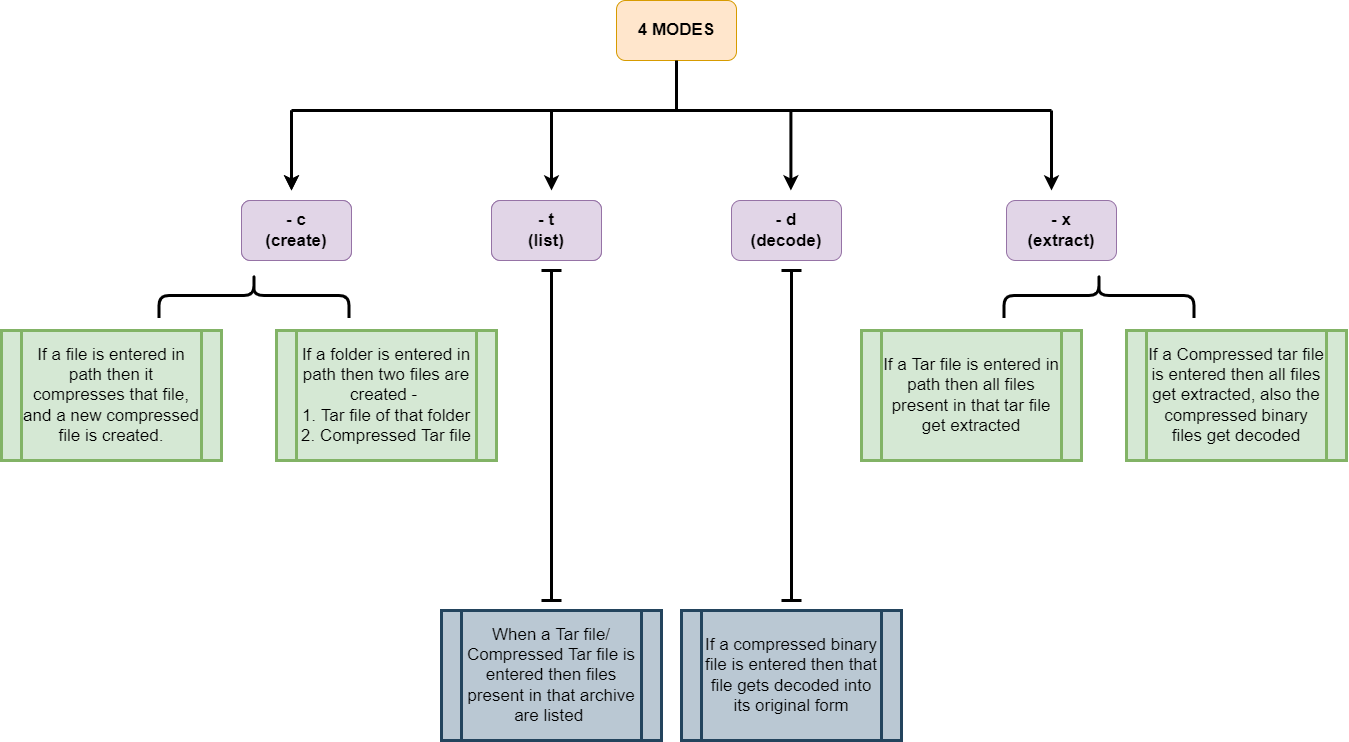 4 MODES
- c
(create)
- t
(list)
- d
(decode)
- x
(extract)
If a file is entered in
path then it
compresses that file,
and a new compressed
file is created.
If a folder is entered in
path then two files are
created -
1. Tar file of that folder
2. Compressed Tar file
If a Tar file is entered in
path then all files
present in that tar file
get extracted
If a Compressed tar file
is entered then all files
get extracted, also the
compressed binary
files get decoded
When a Tar file/
Compressed Tar file is
entered then files
present in that archive
are listed
If a compressed binary
file is entered then that
file gets decoded into
its original form